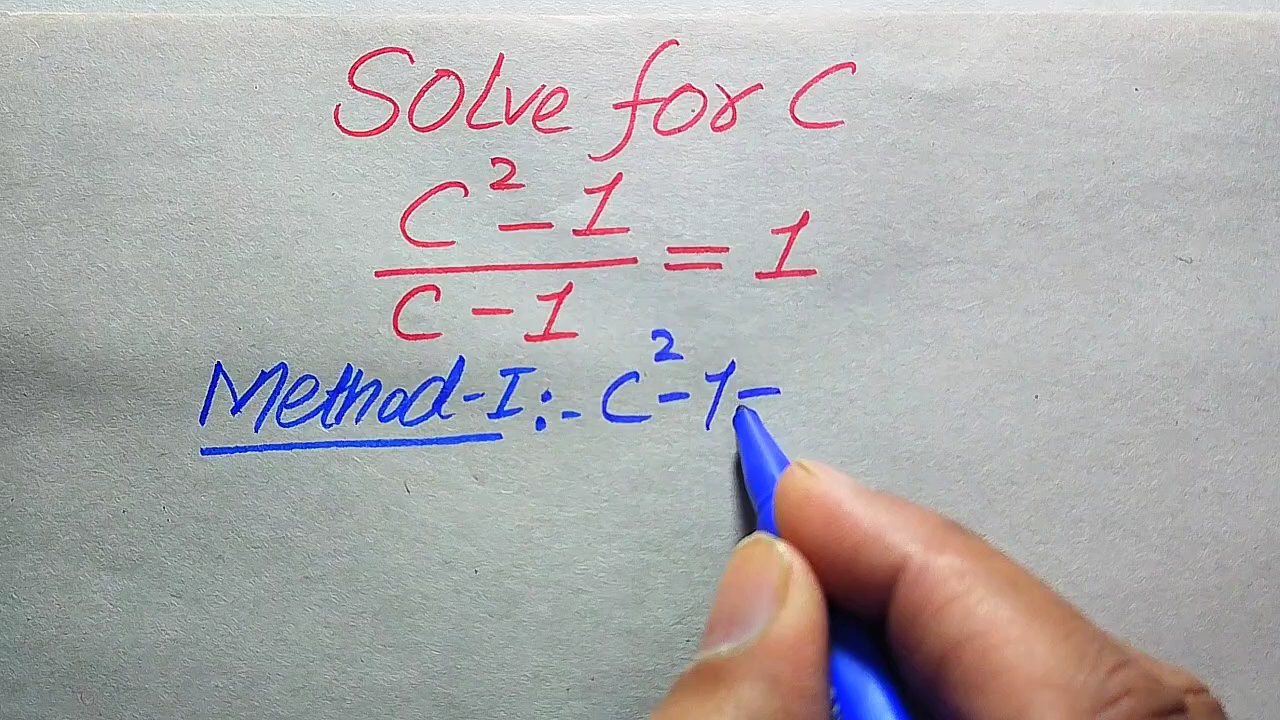 Solve for C
C² - 1
= 1
C - 1
Method-I:- C² - 1 =